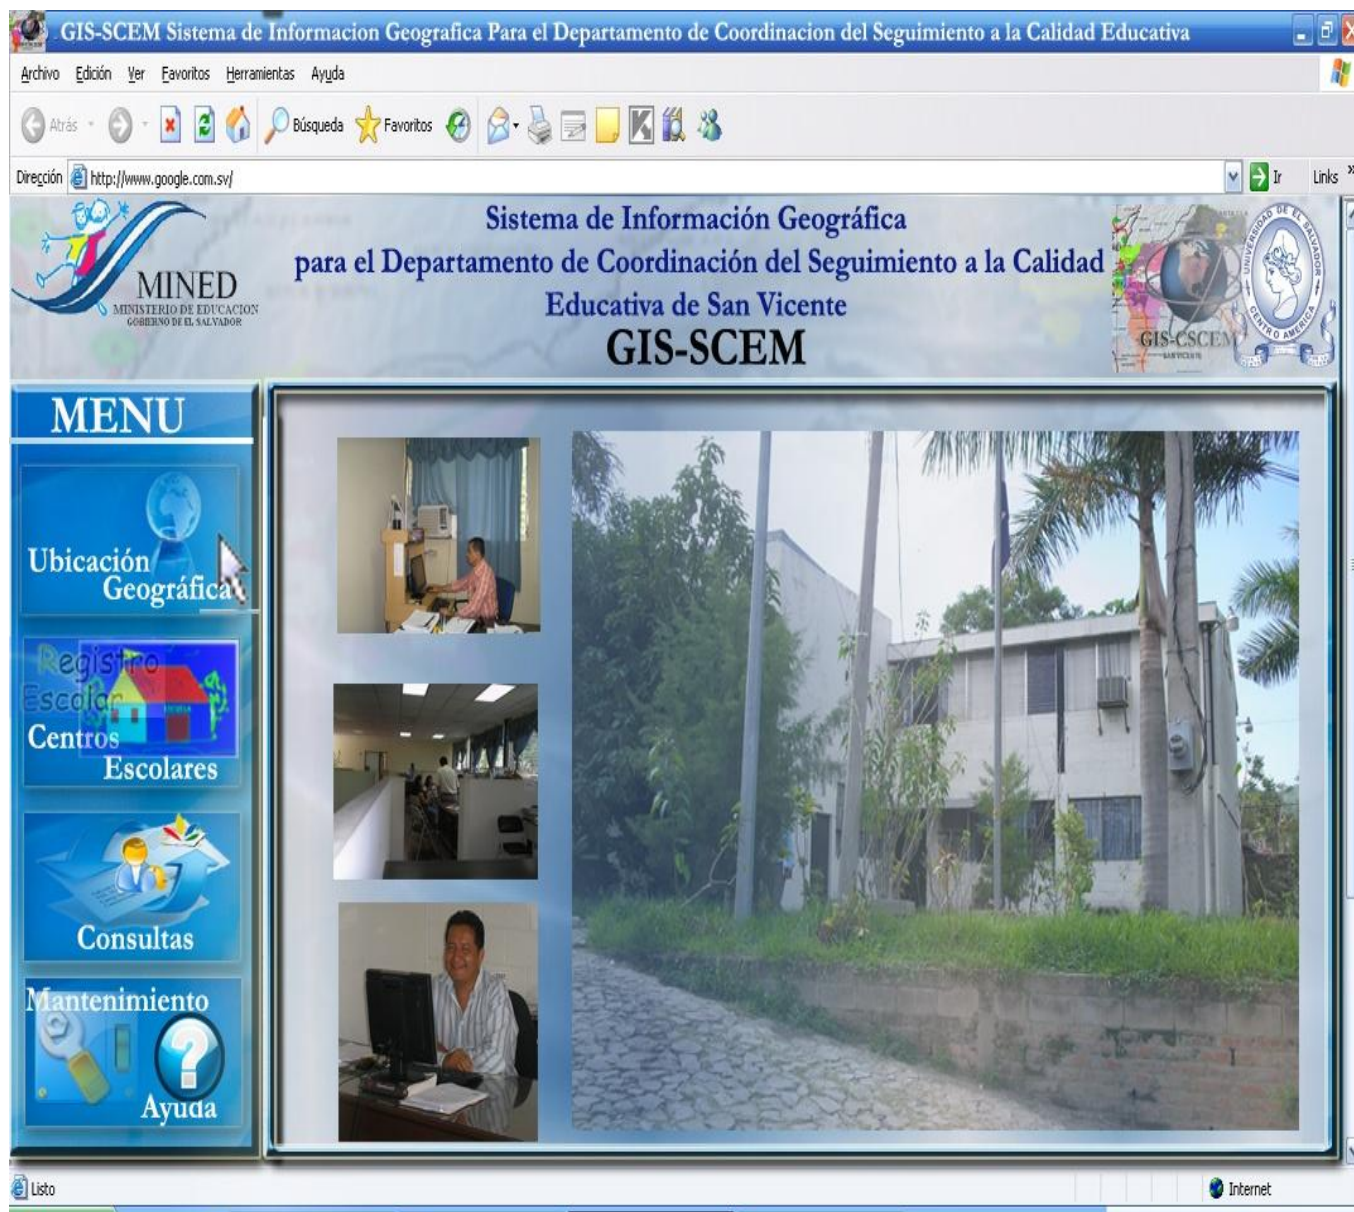 GIS-SCEM Sistema de Informacion Geografica Para el Departamento de Coordinacion del Seguimiento a la Calidad Educativa
Archivo Edición Ver Favoritos Herramientas Ayuda
Atrás Búsqueda Favoritos
Dirección http://www.google.com.sv/ Ir Links
MINED
MINISTERIO DE EDUCACION
GOBIERNO DE EL SALVADOR
Sistema de Información Geográfica
para el Departamento de Coordinación del Seguimiento a la Calidad
Educativa de San Vicente
GIS-SCEM
GIS-CSCEM
SAN VICENTE
UNIVERSIDAD DE EL SALVADOR
CENTRO AMERICA
MENU
Ubicación
Geográfica
Registro
Escolar
Centros
Escolares
Consultas
Mantenimiento
Ayuda
Listo Internet